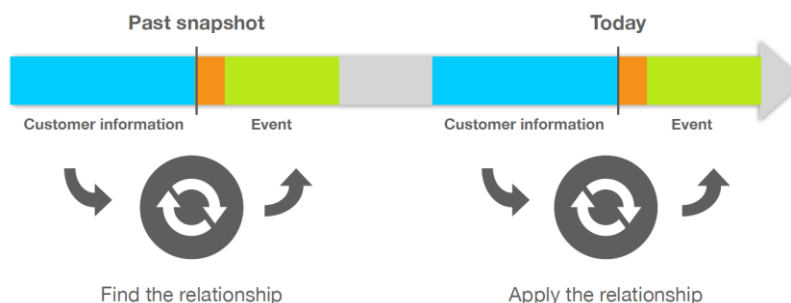 Past snapshot
Today
Customer information
Event
Customer information
Event
Find the relationship
Apply the relationship